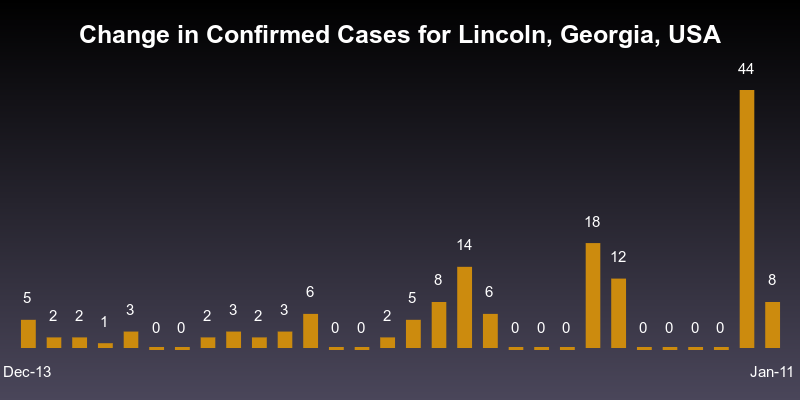 Change in Confirmed Cases for Lincoln, Georgia, USA
5 2 2 1 3 0 0 2 3 2 3 6 0 0 2 5 8 14 6 0 0 0 18 12 0 0 0 0 44 8
Dec-13 Jan-11